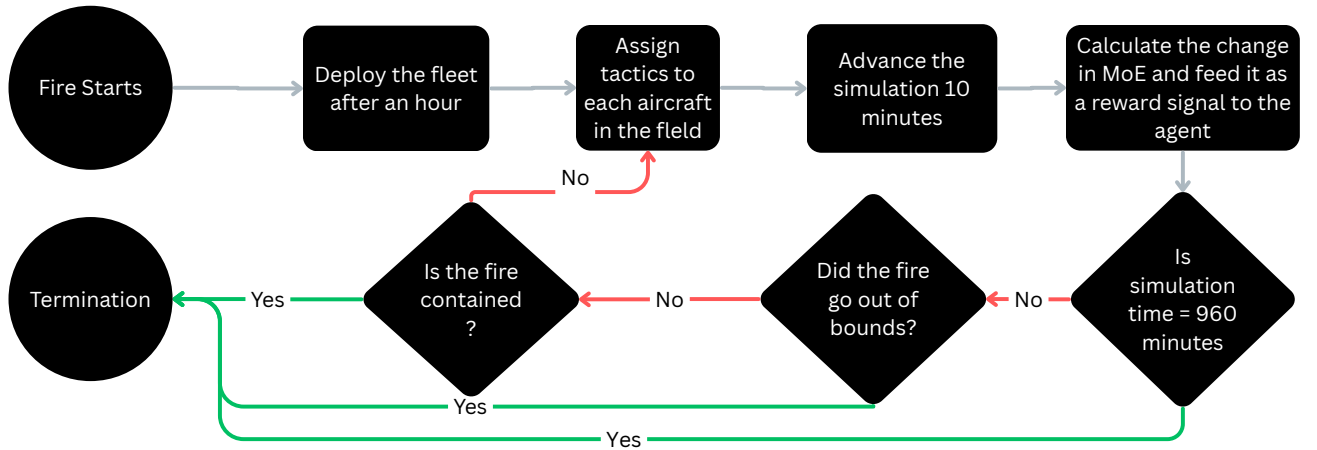 Fire Starts
Deploy the fleet
after an hour
Assign
tactics to
each aircraft
in the fleld
Advance the
simulation 10
minutes
Calculate the change
in MoE and feed it as
a reward signal to the
agent
No
Termination
Yes
Is the fire
contained
?
No
Did the fire
go out of
bounds?
No
Is
simulation
time = 960
minutes
Yes
Yes